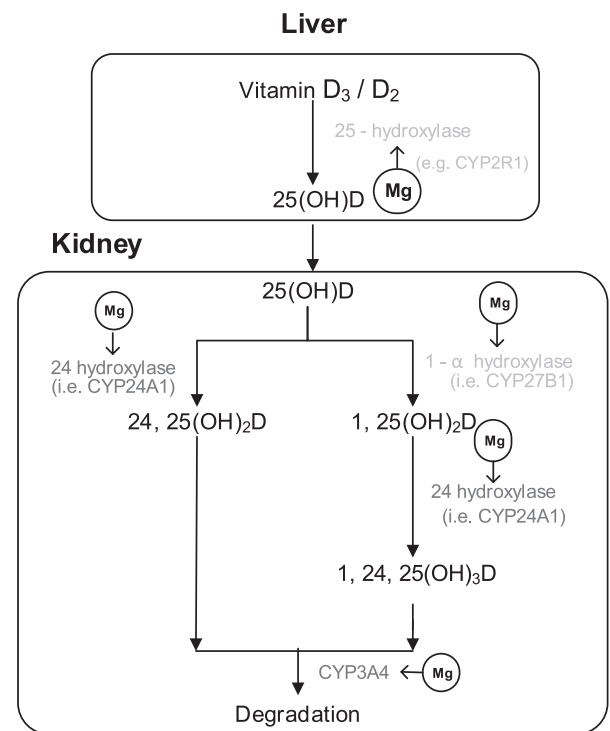 Liver
Vitamin D₃ / D₂
25 - hydroxylase
(e.g. CYP2R1)
Mg
25(OH)D
Kidney
25(OH)D
Mg
Mg
24 hydroxylase
(i.e. CYP24A1)
1 - α hydroxylase
(i.e. CYP27B1)
24, 25(OH)₂D
1, 25(OH)₂D
Mg
24 hydroxylase
(i.e. CYP24A1)
1, 24, 25(OH)₃D
CYP3A4
Mg
Degradation